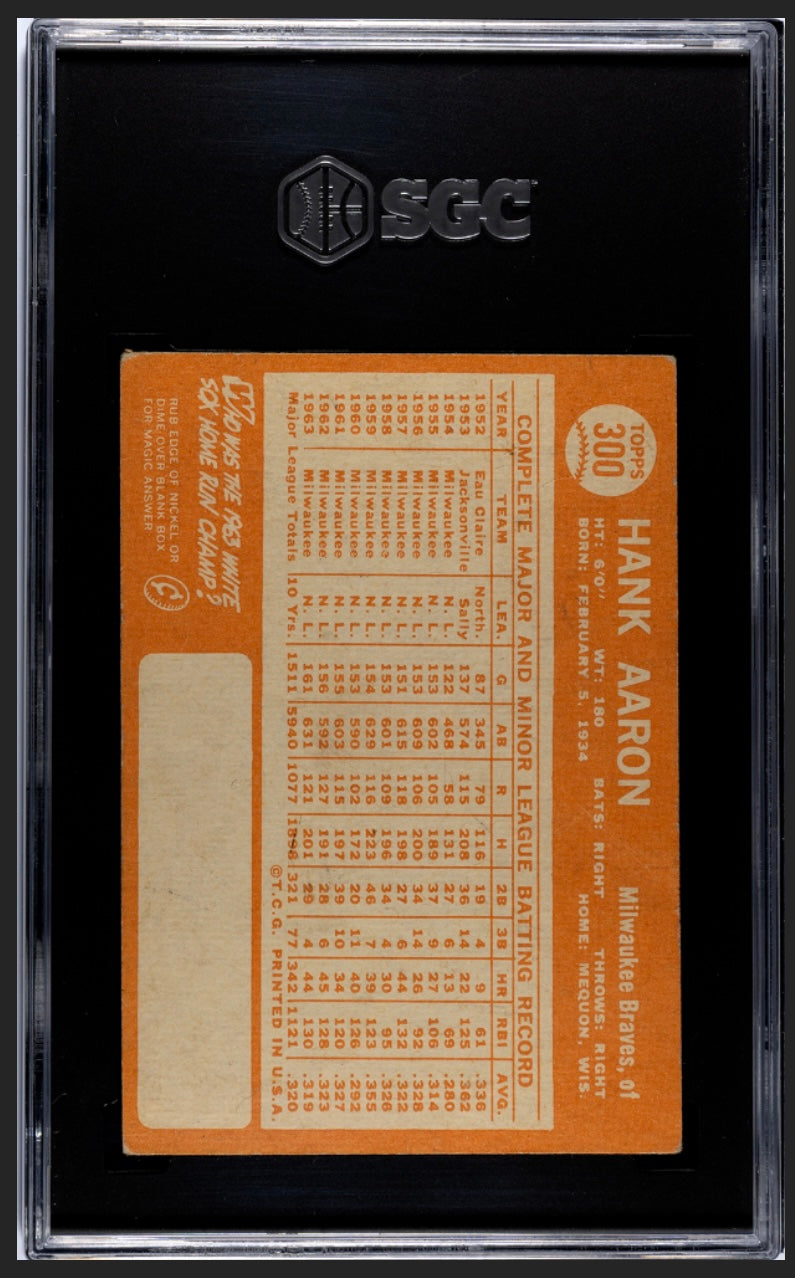 SGC
TOPPS
300
HANK AARON
Milwaukee Braves, of
HT: 6'0" WT: 180 BATS: RIGHT THROWS: RIGHT
BORN: FEBRUARY 5, 1934 HOME: MEQUON, WIS.
COMPLETE MAJOR AND MINOR LEAGUE BATTING RECORD
YEAR TEAM LEA. G AB R H 2B 3B HR RBI AVG.
1953 Eau Claire North. 87 345 79 116 19 4 9 61 .336
1953 Jacksonville Sally 137 574 115 208 36 14 22 125 .362
1954 Milwaukee N. L. 122 468 58 131 27 6 13 69 .280
1955 Milwaukee N. L. 153 602 105 189 37 9 27 106 .314
1956 Milwaukee N. L. 153 609 106 200 34 14 26 92 .328
1957 Milwaukee N. L. 151 615 118 198 27 6 44 132 .322
1958 Milwaukee N. L. 153 601 109 196 34 4 30 95 .326
1959 Milwaukee N. L. 154 629 116 223 46 7 39 123 .355
1960 Milwaukee N. L. 153 590 102 172 20 11 40 126 .292
1961 Milwaukee N. L. 155 603 115 197 39 10 34 120 .327
1962 Milwaukee N. L. 156 592 127 191 28 6 45 128 .323
1963 Milwaukee N. L. 161 631 121 201 29 4 44 130 .319
Major League Totals 10 Yrs. 1511 5940 1077 1898 321 77 342 1121 .320
©T.C.G. PRINTED IN U.S.A.
WHO WAS THE 1963 WHITE
SOX HOME RUN CHAMP?
RUB EDGE OF NICKEL OR
DIME OVER BLANK BOX
FOR MAGIC ANSWER